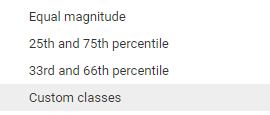 Equal magnitude
25th and 75th percentile
33rd and 66th percentile
Custom classes